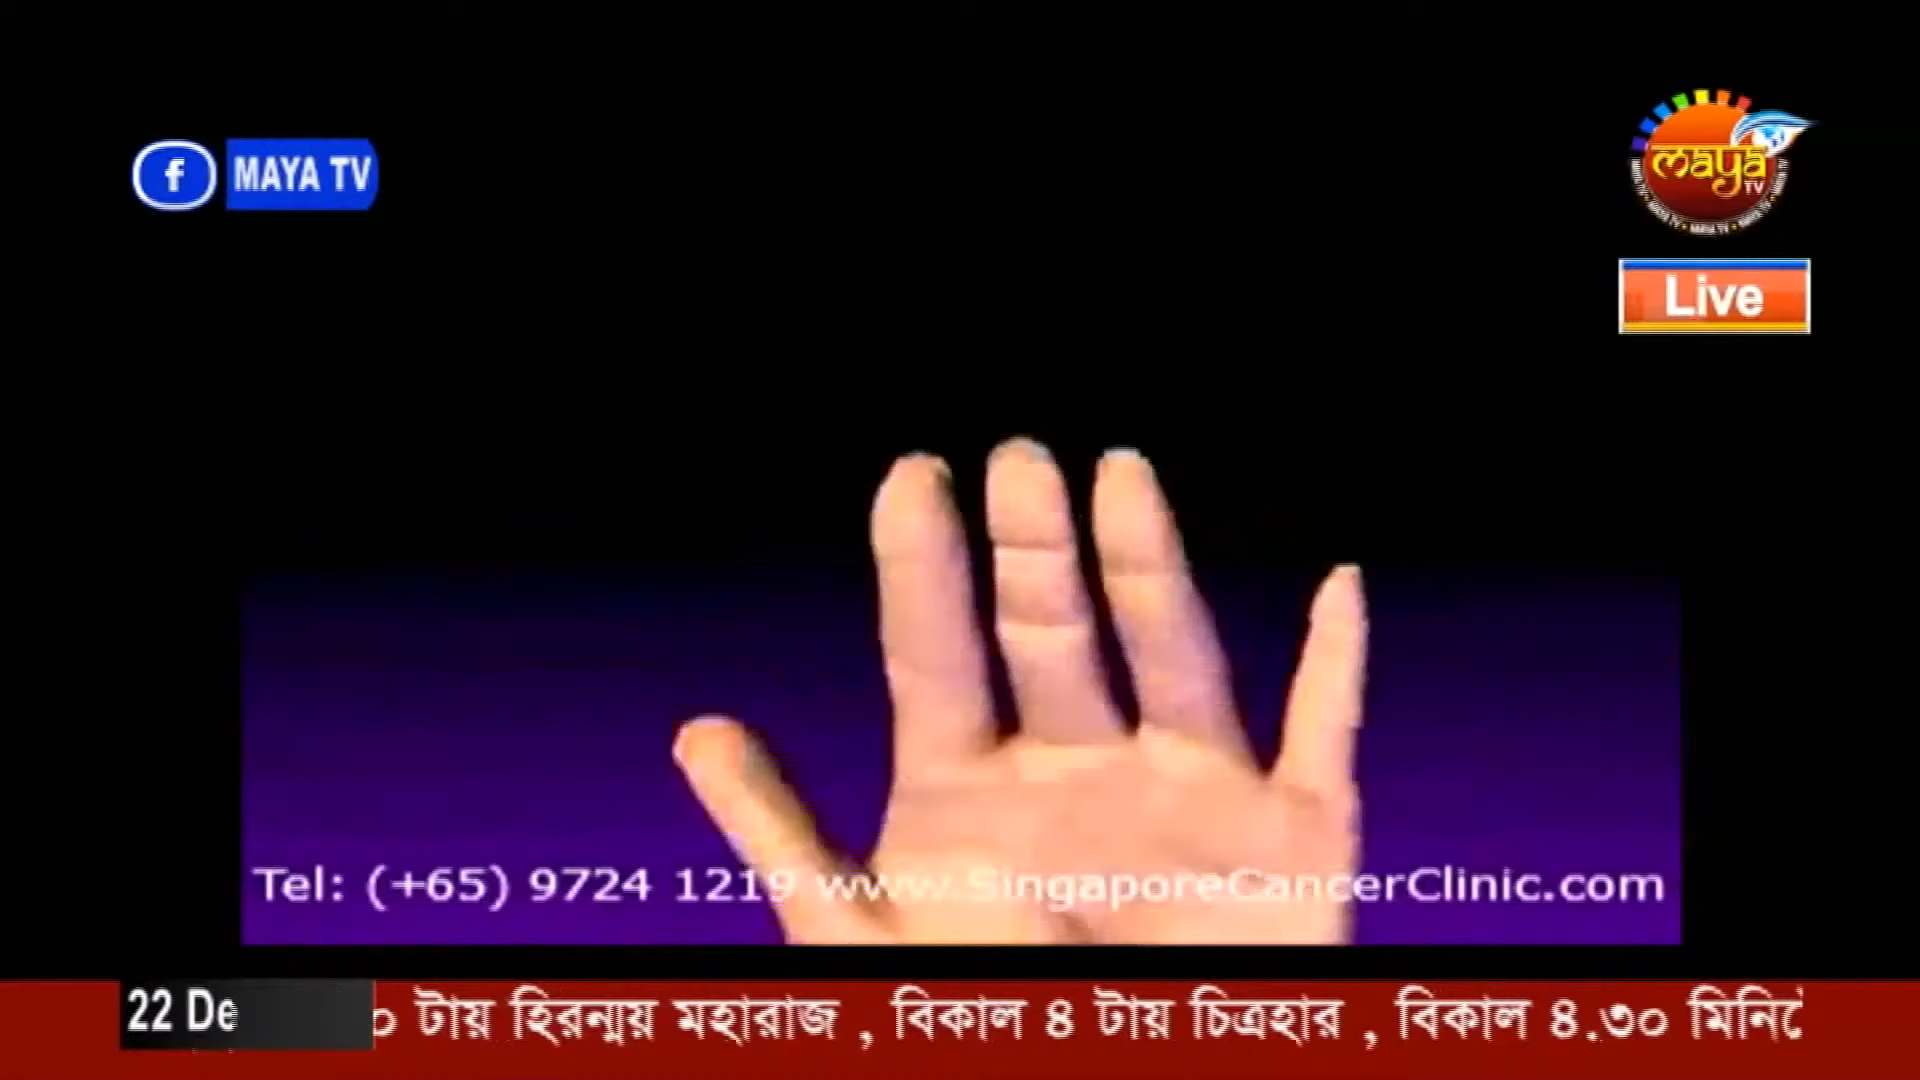 f MAYA TV
maya
TV
Live
Tel: (+65) 9724 1219 www.SingaporeCancerClinic.com
22 De
০ টায় হিরন্ময় মহারাজ , বিকাল ৪ টায় চিত্রহার , বিকাল ৪.৩০